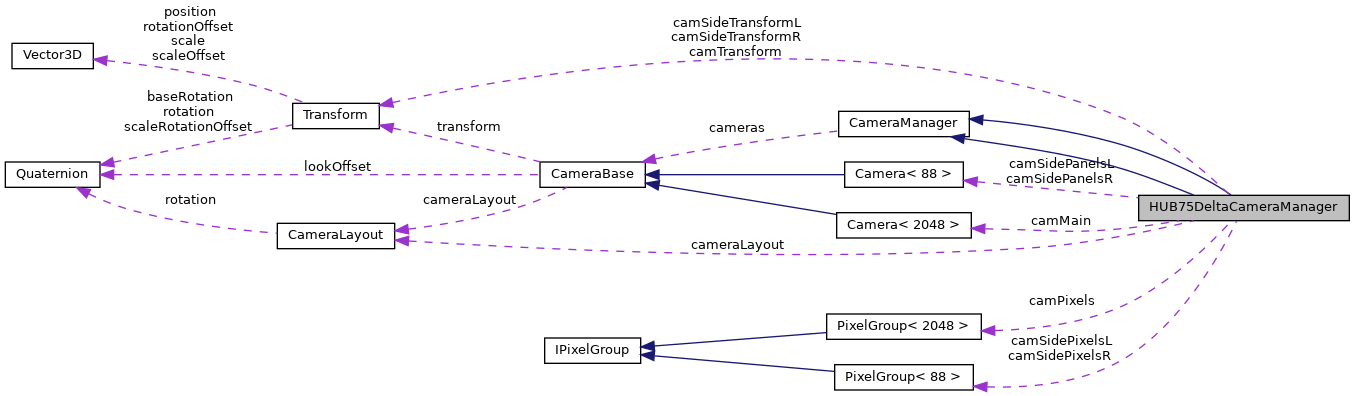 position
rotationOffset
scale
scaleOffset
Vector3D
baseRotation
rotation
scaleRotationOffset
Quaternion
rotation
Transform
lookOffset
CameraLayout
transform
cameraLayout
CameraBase
camSideTransformL
camSideTransformR
camTransform
cameras
CameraManager
Camera< 88 >
Camera< 2048 >
cameraLayout
camSidePanelsL
camSidePanelsR
camMain
HUB75DeltaCameraManager
IPixelGroup
PixelGroup< 2048 >
PixelGroup< 88 >
camPixels
camSidePixelsL
camSidePixelsR